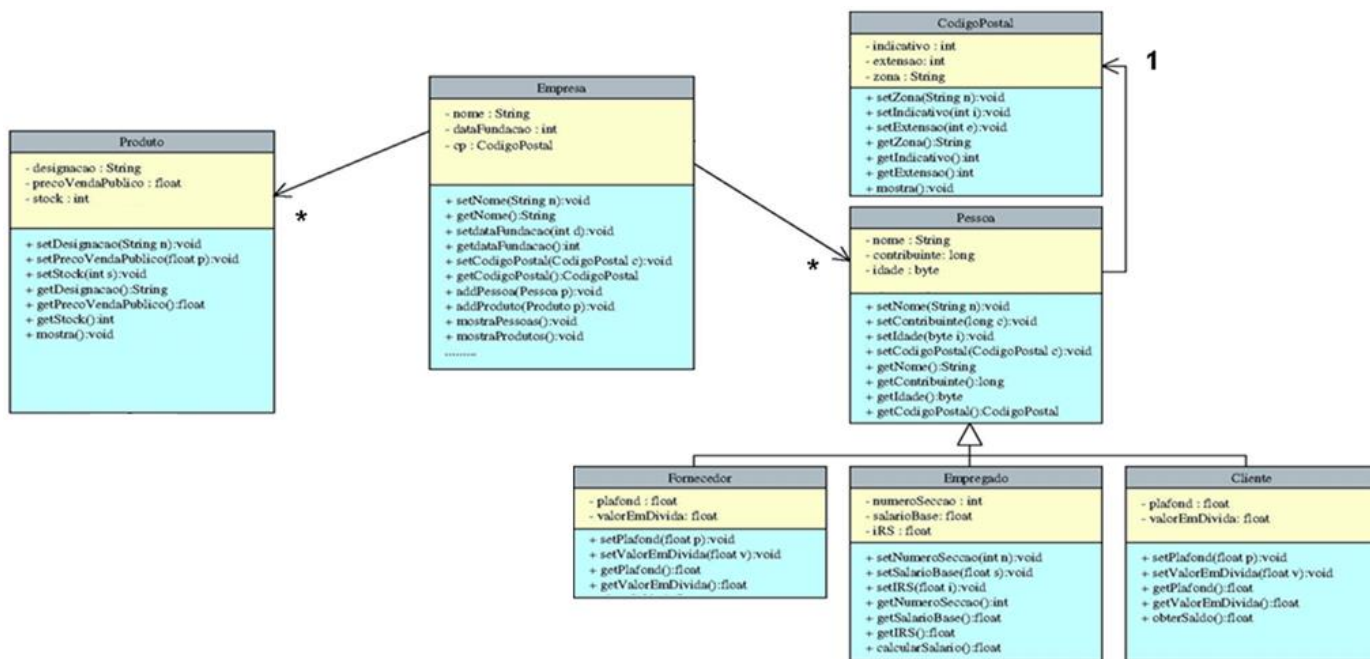 Produto
- designacao : String
- precoVendaPublico : float
- stock : int
+ setDesignacao(String n):void
+ setPrecoVendaPublico(float p):void
+ setStock(int s):void
+ getDesignacao():String
+ getPrecoVendaPublico():float
+ getStock():int
+ mostra():void
*
Empresa
- nome : String
- dataFundacao : int
- cp : CodigoPostal
+ setNome(String n):void
+ getNome():String
+ setdataFundacao(int d):void
+ getdataFundacao():int
+ setCodigoPostal(CodigoPostal c):void
+ getCodigoPostal():CodigoPostal
+ addPessoa(Pessoa p):void
+ addProduto(Produto p):void
+ mostraPessoas():void
+ mostraProdutos():void
.........
CodigoPostal
- indicativo : int
- extensao: int
- zona : String
+ setZona(String n):void
+ setIndicativo(int i):void
+ setExtensao(int e):void
+ getZona():String
+ getIndicativo():int
+ getExtensao():int
+ mostra():void
1
*
Pessoa
- nome : String
- contribuinte: long
- idade : byte
+ setNome(String n):void
+ setContribuinte(long c):void
+ setIdade(byte i):void
+ setCodigoPostal(CodigoPostal c):void
+ getNome():String
+ getContribuinte():long
+ getIdade():byte
+ getCodigoPostal():CodigoPostal
Fornecedor
- plafond : float
- valorEmDivida: float
+ setPlafond(float p):void
+ setValorEmDivida(float v):void
+ getPlafond():float
+ getValorEmDivida():float
Empregado
- numeroSeccao : int
- salarioBase: float
- iRS : float
+ setNumeroSeccao(int n):void
+ setSalarioBase(float s):void
+ setIRS(float i):void
+ getNumeroSeccao():int
+ getSalarioBase():float
+ getIRS():float
+ calcularSalario():float
Cliente
- plafond : float
- valorEmDivida: float
+ setPlafond(float p):void
+ setValorEmDivida(float v):void
+ getPlafond():float
+ getValorEmDivida():float
+ obterSaldo():float